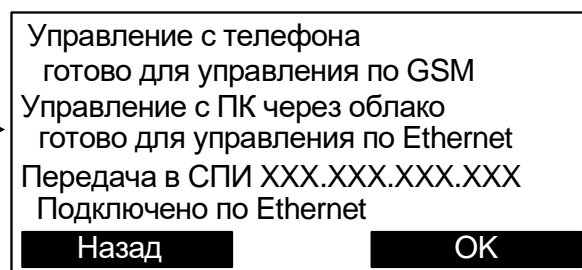 Управление с телефона
готово для управления по GSM
Управление с ПК через облако
готово для управления по Ethernet
Передача в СПИ XXX.XXX.XXX.XXX
Подключено по Ethernet
Назад OK